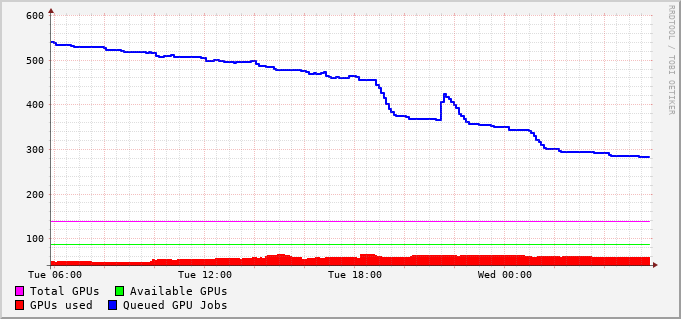 600
500
400
300
200
100
Tue 06:00 Tue 12:00 Tue 18:00 Wed 00:00
Total GPUs Available GPUs
GPUs used Queued GPU Jobs
RRDTOOL / TOBI OETIKER